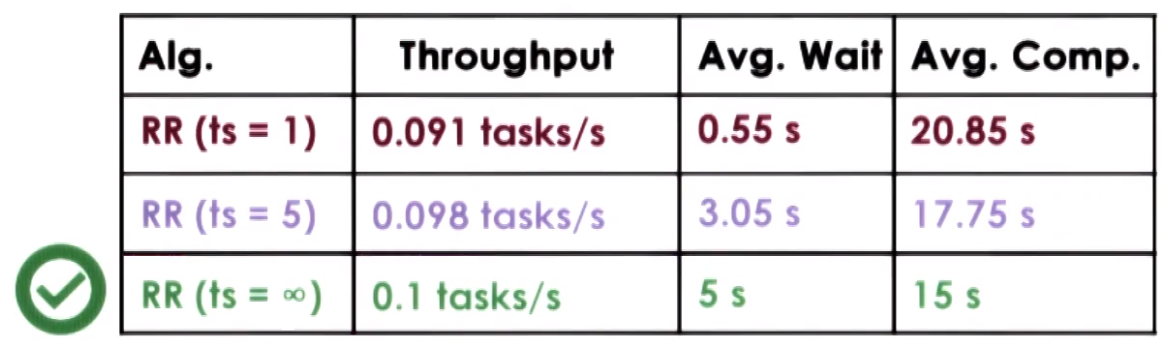 Alg. Throughput Avg. Wait Avg. Comp.
RR (ts = 1) 0.091 tasks/s 0.55 s 20.85 s
RR (ts = 5) 0.098 tasks/s 3.05 s 17.75 s
RR (ts = ∞) 0.1 tasks/s 5 s 15 s